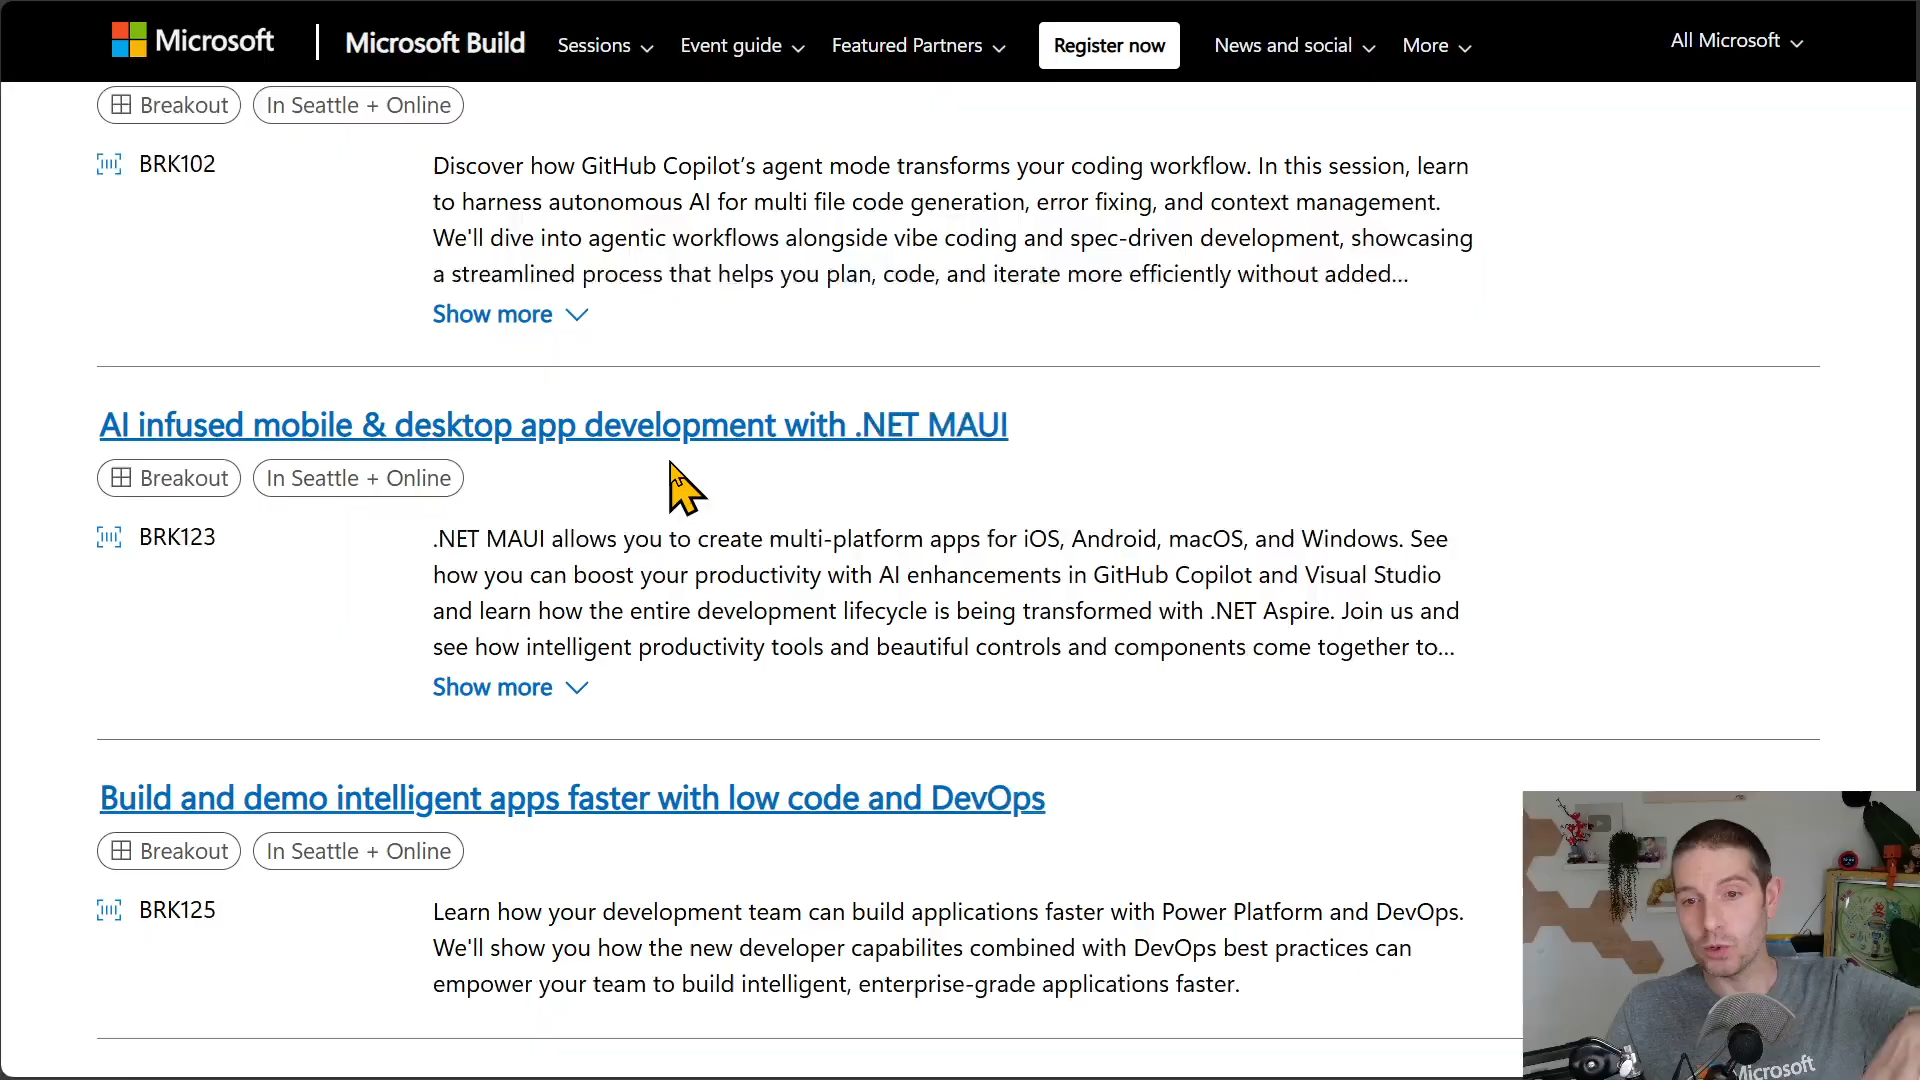 Microsoft
Microsoft Build
Sessions
Event guide
Featured Partners
Register now
News and social
More
All Microsoft
Breakout
In Seattle + Online
BRK102
Discover how GitHub Copilot’s agent mode transforms your coding workflow. In this session, learn
to harness autonomous AI for multi file code generation, error fixing, and context management.
We'll dive into agentic workflows alongside vibe coding and spec-driven development, showcasing
a streamlined process that helps you plan, code, and iterate more efficiently without added...
Show more
AI infused mobile & desktop app development with .NET MAUI
Breakout
In Seattle + Online
BRK123
.NET MAUI allows you to create multi-platform apps for iOS, Android, macOS, and Windows. See
how you can boost your productivity with AI enhancements in GitHub Copilot and Visual Studio
and learn how the entire development lifecycle is being transformed with .NET Aspire. Join us and
see how intelligent productivity tools and beautiful controls and components come together to...
Show more
Build and demo intelligent apps faster with low code and DevOps
Breakout
In Seattle + Online
BRK125
Learn how your development team can build applications faster with Power Platform and DevOps.
We'll show you how the new developer capabilites combined with DevOps best practices can
empower your team to build intelligent, enterprise-grade applications faster.
Microsoft